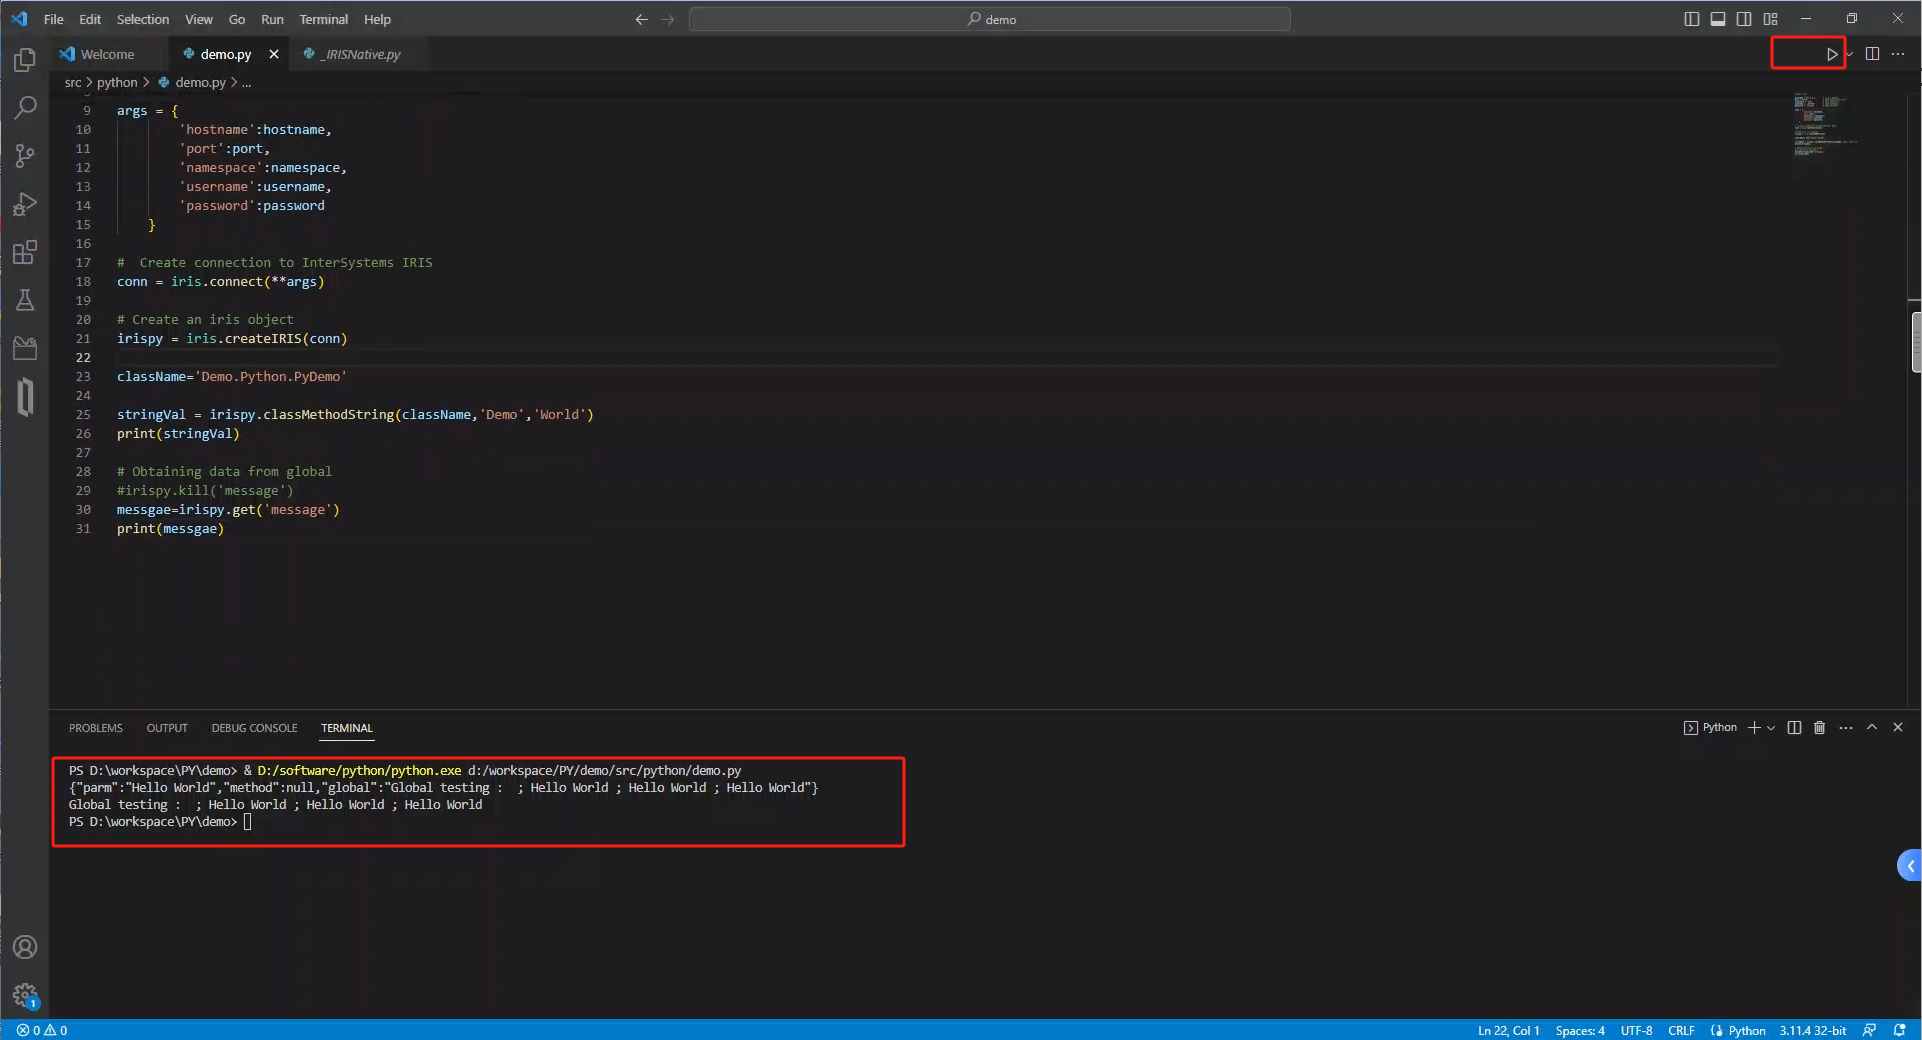 File Edit Selection View Go Run Terminal Help
demo
Welcome demo.py _IRISNative.py
src > python > demo.py > ...
9 args = {
10 'hostname':hostname,
11 'port':port,
12 'namespace':namespace,
13 'username':username,
14 'password':password
15 }
16
17 #  Create connection to InterSystems IRIS
18 conn = iris.connect(**args)
19
20 # Create an iris object
21 irispy = iris.createIRIS(conn)
22
23 className='Demo.Python.PyDemo'
24
25 stringVal = irispy.classMethodString(className,'Demo','World')
26 print(stringVal)
27
28 # Obtaining data from global
29 #irispy.kill('message')
30 messgae=irispy.get('message')
31 print(messgae)
PROBLEMS OUTPUT DEBUG CONSOLE TERMINAL
Python
PS D:\workspace\PY\demo> & D:/software/python/python.exe d:/workspace/PY/demo/src/python/demo.py
{"parm":"Hello World","method":null,"global":"Global testing :  ; Hello World ; Hello World ; Hello World"}
Global testing :  ; Hello World ; Hello World ; Hello World
PS D:\workspace\PY\demo>
1
0 0 Ln 22, Col 1 Spaces: 4 UTF-8 CRLF Python 3.11.4 32-bit